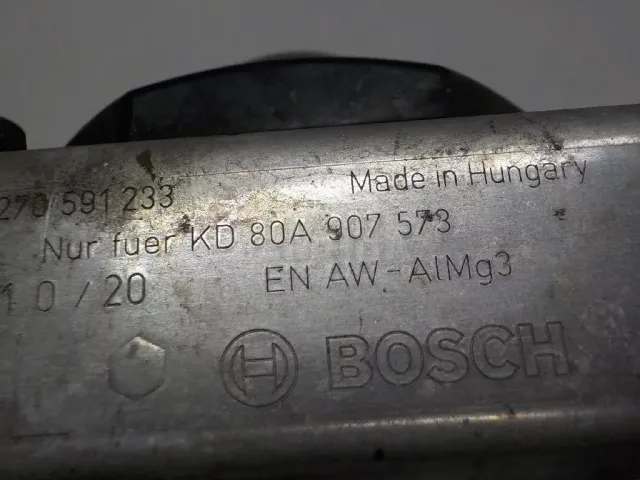 270 591 233
Made in Hungary
Nur fuer KD 80A 907 573
10/20
EN AW-AlMg3
BOSCH